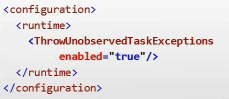 <configuration>
<runtime>
<ThrowUnobservedTaskExceptions
enabled="true"/>
</runtime>
</configuration>